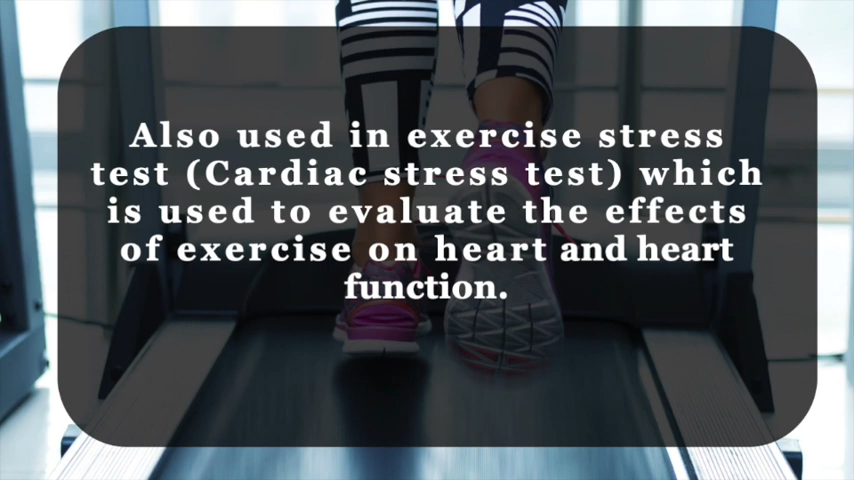 Also used in exercise stress
test (Cardiac stress test) which
is used to evaluate the effects
of exercise on heart and heart
function.